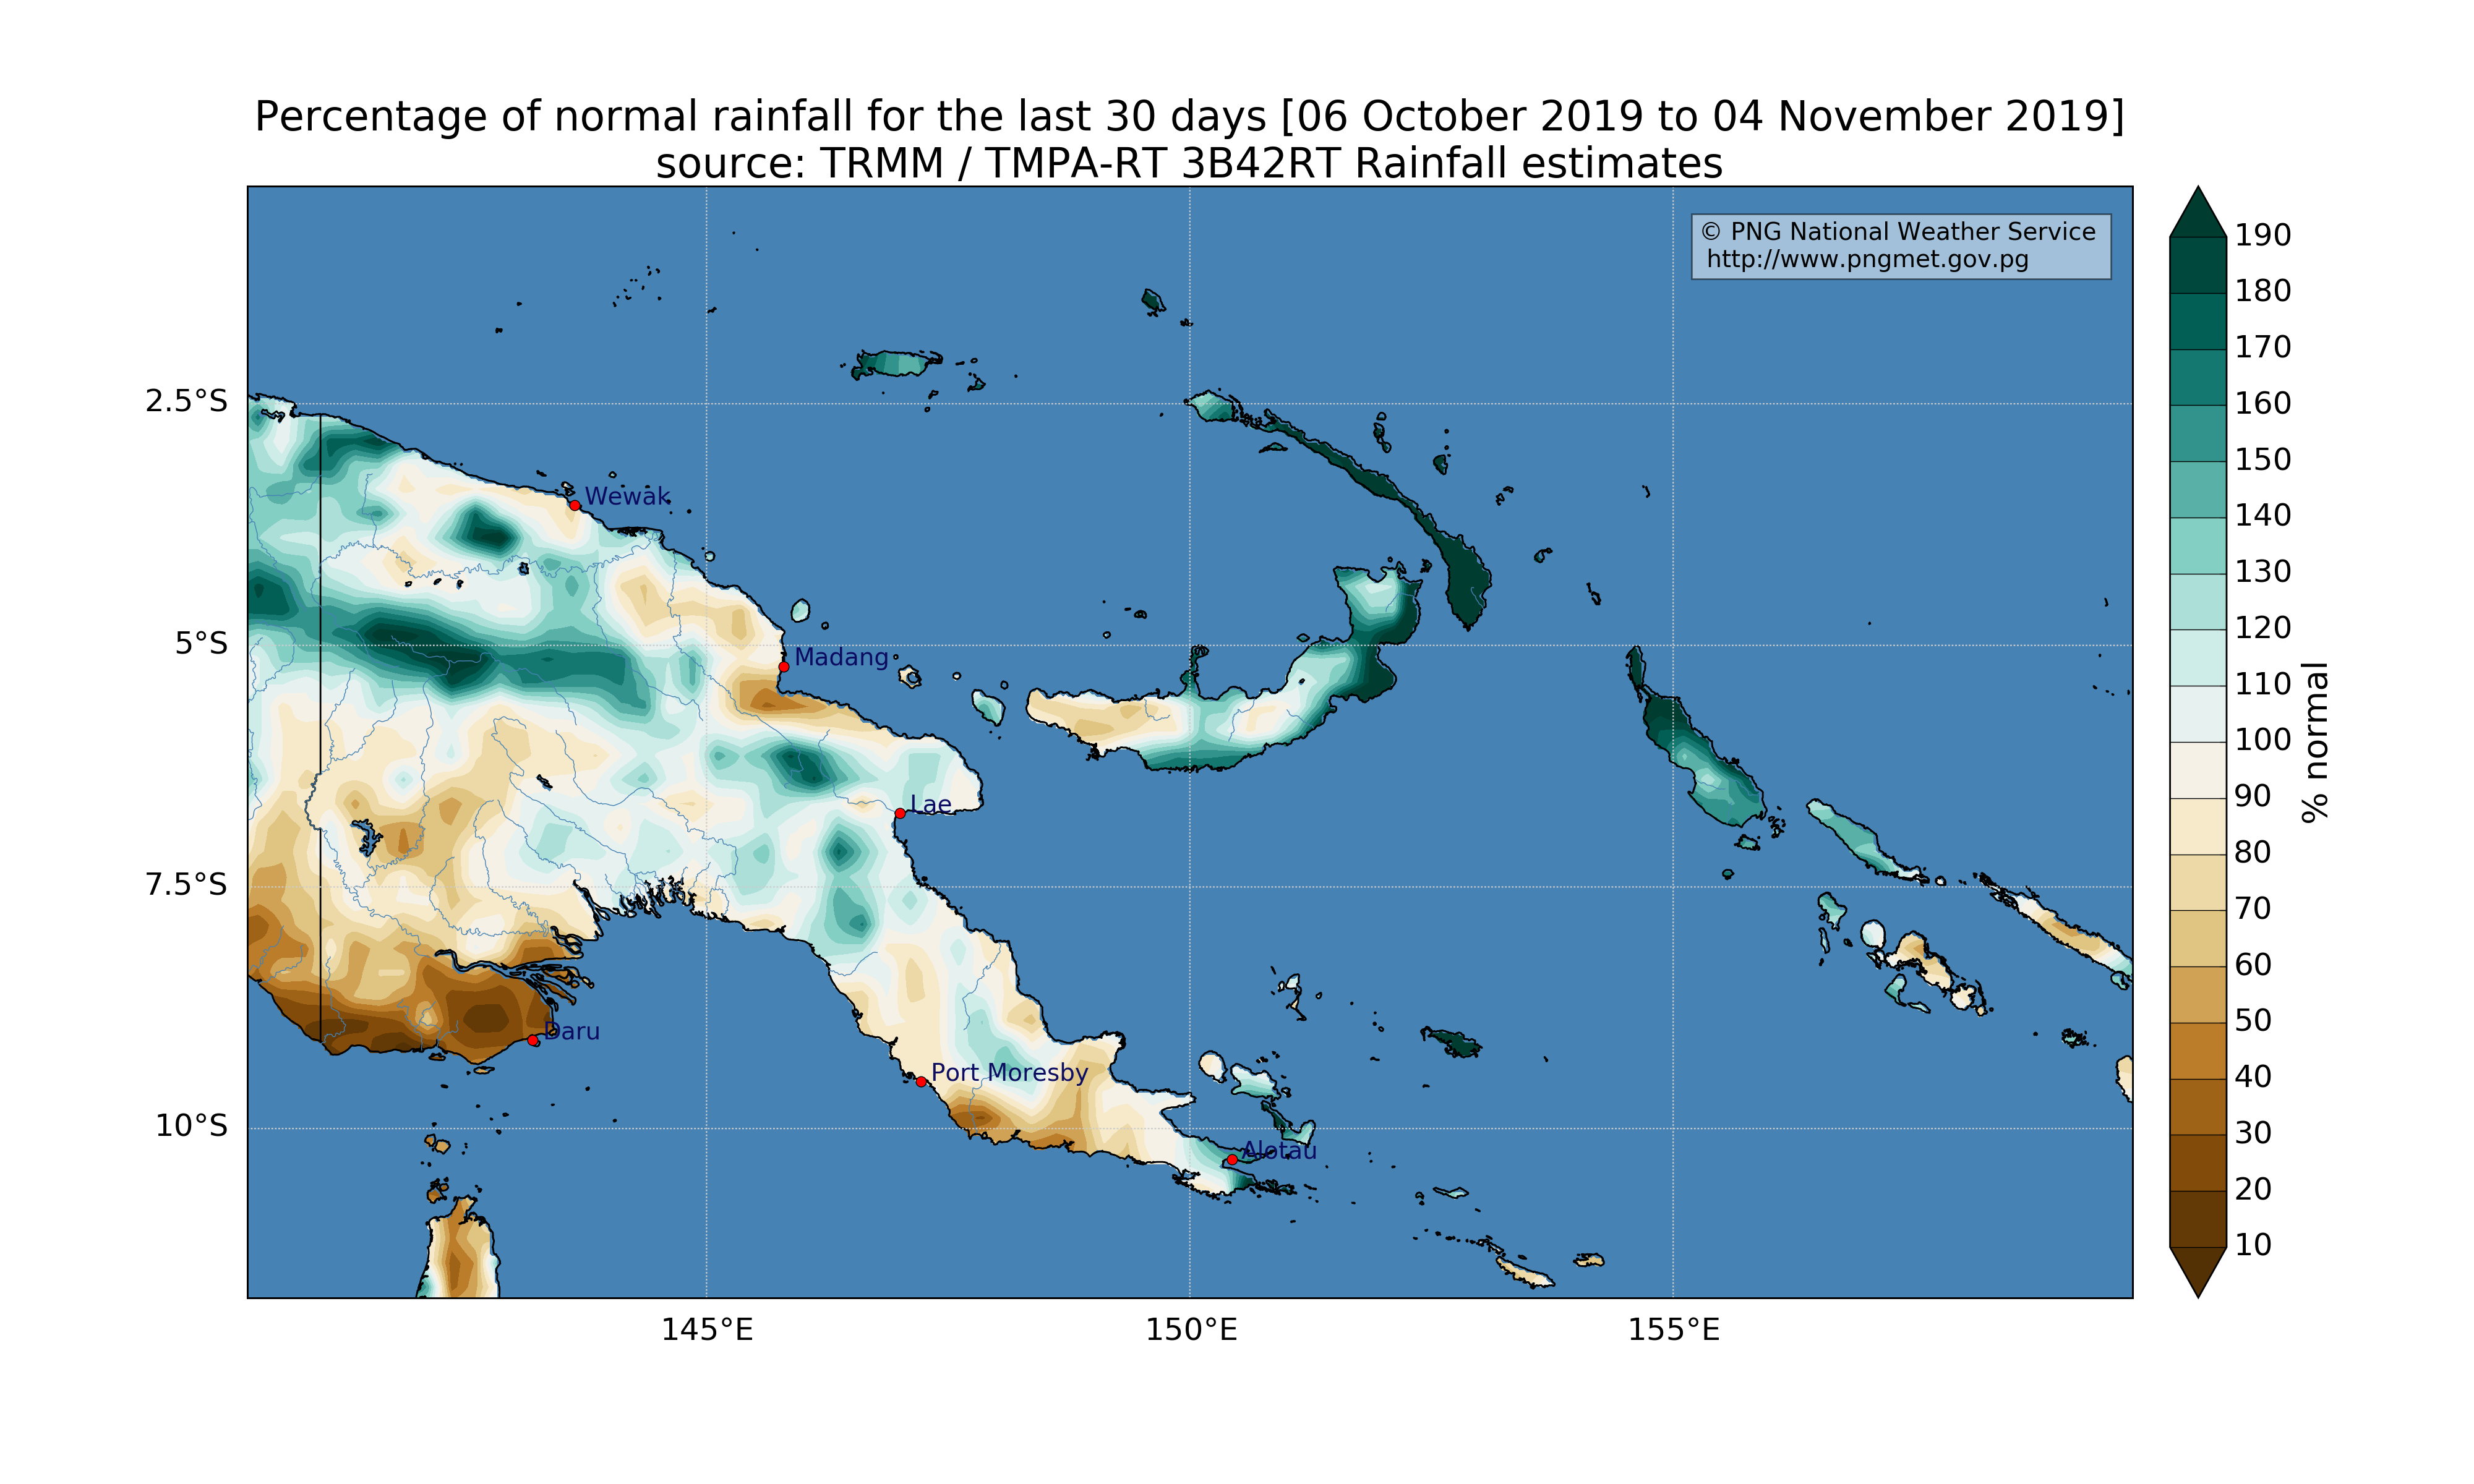 Percentage of normal rainfall for the last 30 days [06 October 2019 to 04 November 2019]
source: TRMM / TMPA-RT 3B42RT Rainfall estimates
© PNG National Weather Service
http://www.pngmet.gov.pg
2.5°S
5°S
7.5°S
10°S
145°E
150°E
155°E
Wewak
Madang
Lae
Daru
Port Moresby
Alotau
190
180
170
160
150
140
130
120
110
100
90
80
70
60
50
40
30
20
10
% normal